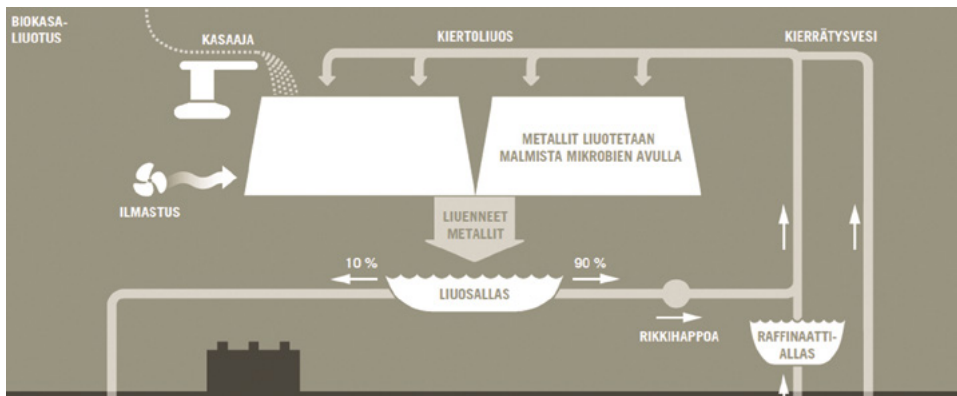 BIOKASA-
LIUOTUS
KASAAJA
KIERTOLIUOS
KIERRÄTYSVESI
METALLIT LIUOTETAAN
MALMISTA MIKROBIEN AVULLA
ILMASTUS
LIUENNEET
METALLIT
10 %
90 %
LIUOSALLAS
RIKKIHAPPOA
RAFFINAATTI-
ALLAS